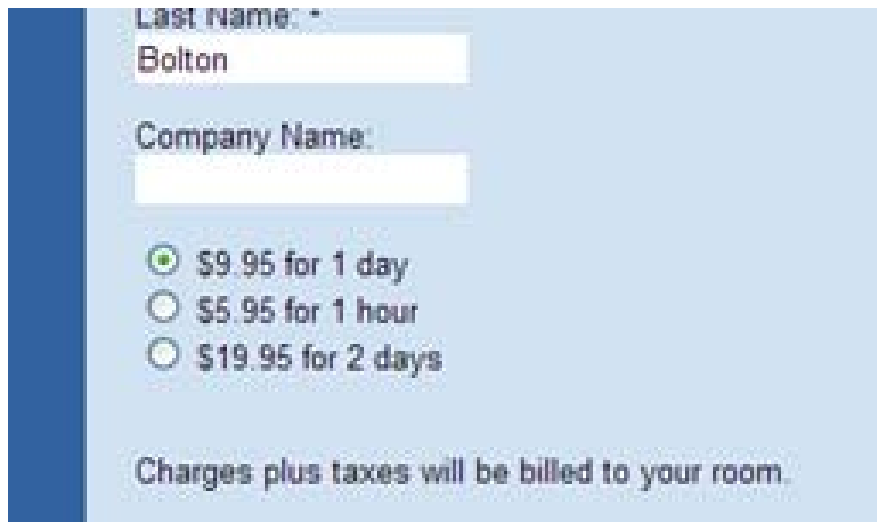 Last Name: *
Bolton
Company Name:
$9.95 for 1 day
$5.95 for 1 hour
$19.95 for 2 days
Charges plus taxes will be billed to your room.